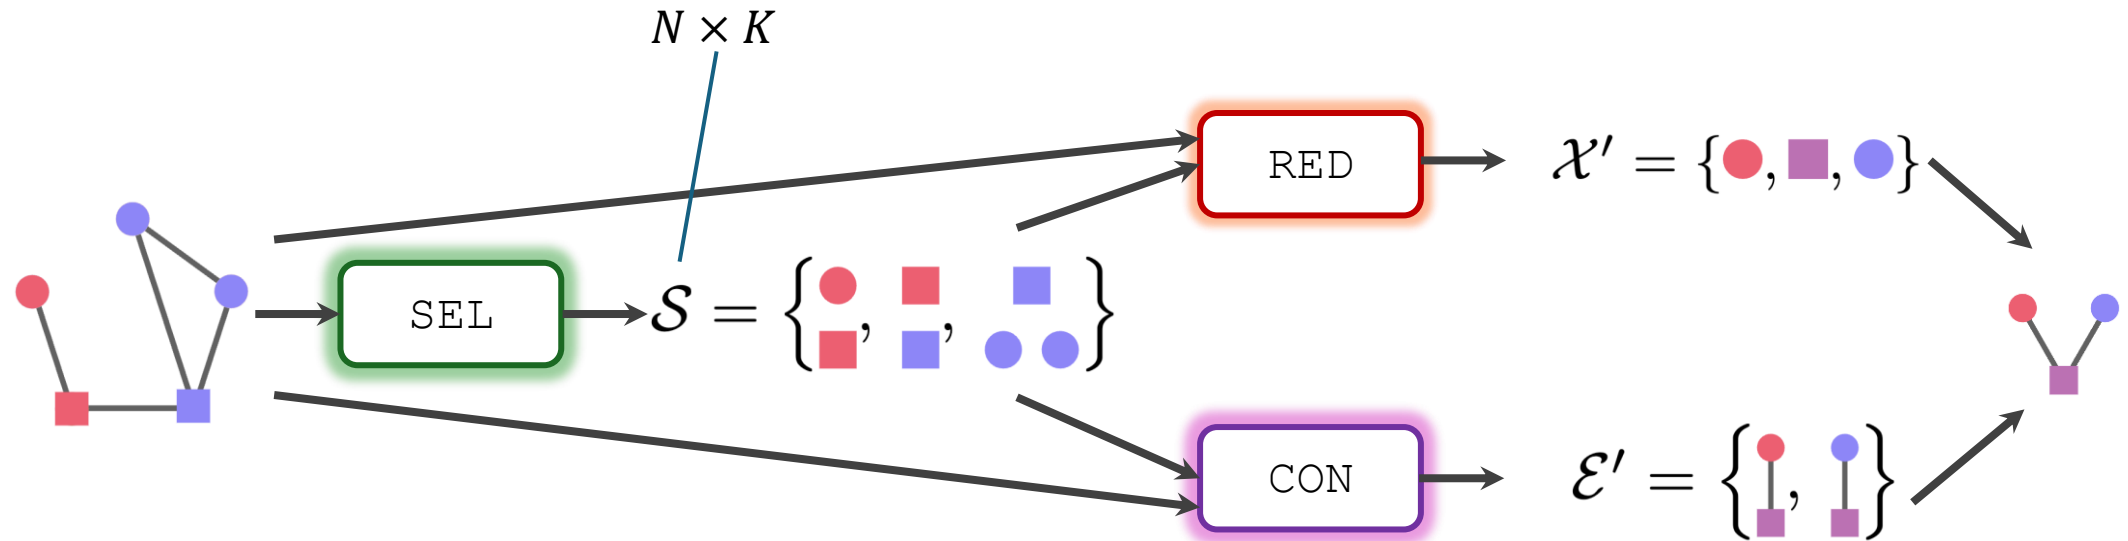 N × K
RED
𝒳′ = { , , }
SEL
𝒮 = { , , }
CON
ℰ′ = { , }